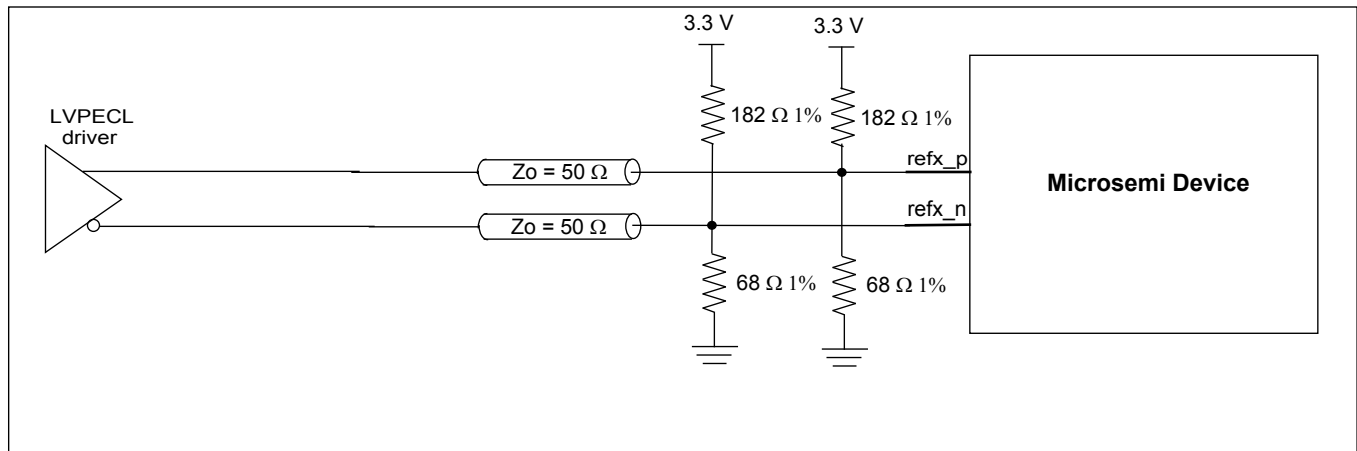 3.3 V
3.3 V
LVPECL
driver
182 Ω 1%
182 Ω 1%
Zo = 50 Ω
refx_p
Microsemi Device
Zo = 50 Ω
refx_n
68 Ω 1%
68 Ω 1%